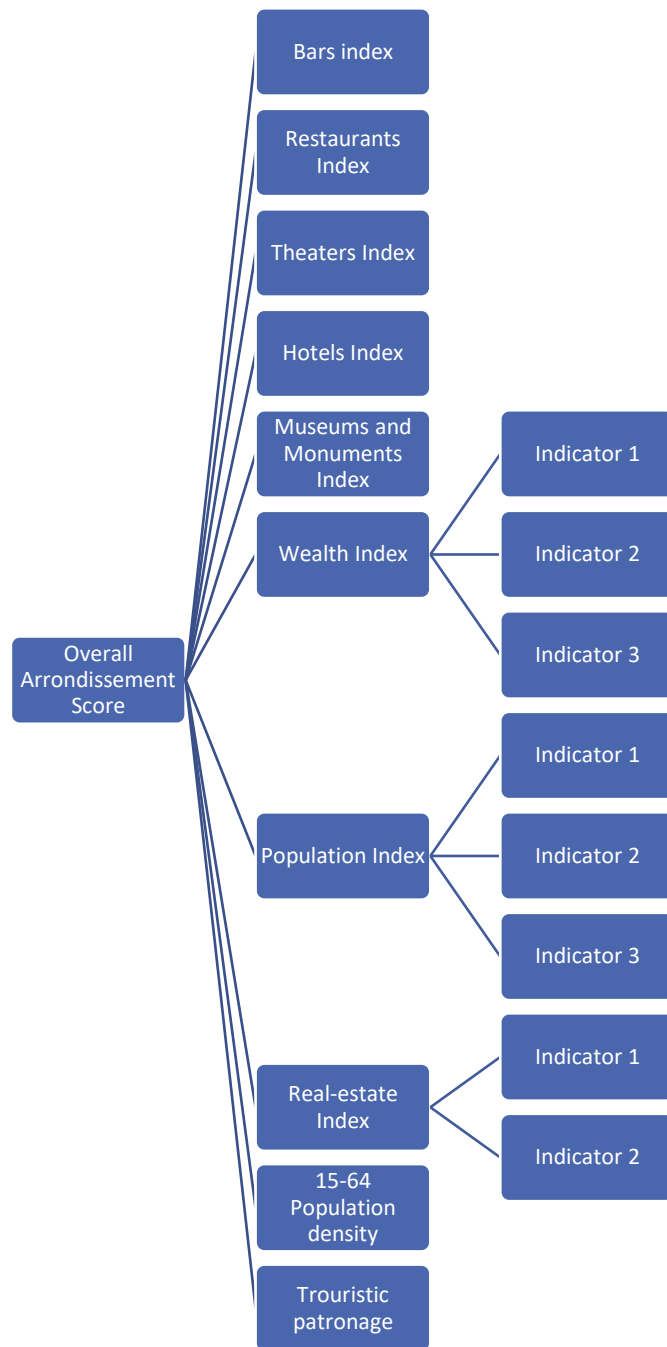 Bars index
Restaurants
Index
Theaters Index
Hotels Index
Museums and
Monuments
Index
Wealth Index
Indicator 1
Indicator 2
Indicator 3
Overall
Arrondissement
Score
Population Index
Indicator 1
Indicator 2
Indicator 3
Real-estate
Index
Indicator 1
Indicator 2
15-64
Population
density
Trouristic
patronage